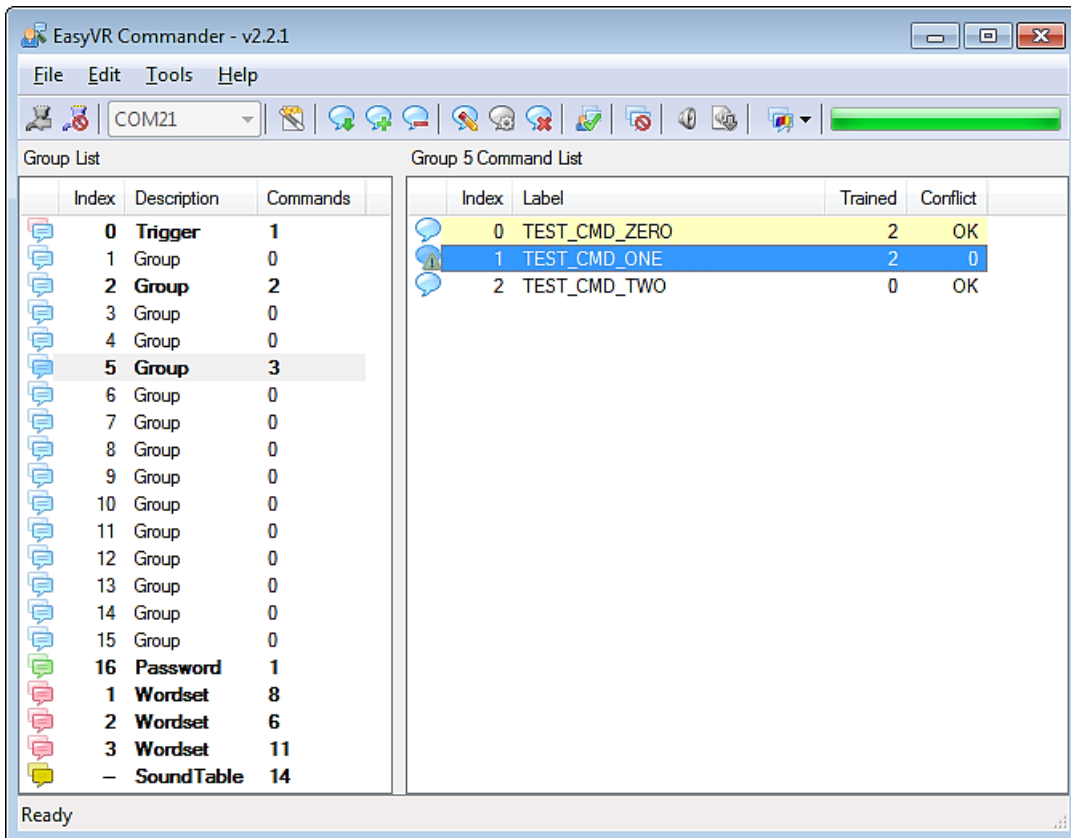 EasyVR Commander - v2.2.1
File Edit Tools Help
COM21
Group List
Group 5 Command List
Index Description Commands
Index Label Trained Conflict
0 Trigger 1
1 Group 0
2 Group 2
3 Group 0
4 Group 0
5 Group 3
6 Group 0
7 Group 0
8 Group 0
9 Group 0
10 Group 0
11 Group 0
12 Group 0
13 Group 0
14 Group 0
15 Group 0
16 Password 1
1 Wordset 8
2 Wordset 6
3 Wordset 11
– SoundTable 14
0 TEST_CMD_ZERO 2 OK
1 TEST_CMD_ONE 2 0
2 TEST_CMD_TWO 0 OK
Ready